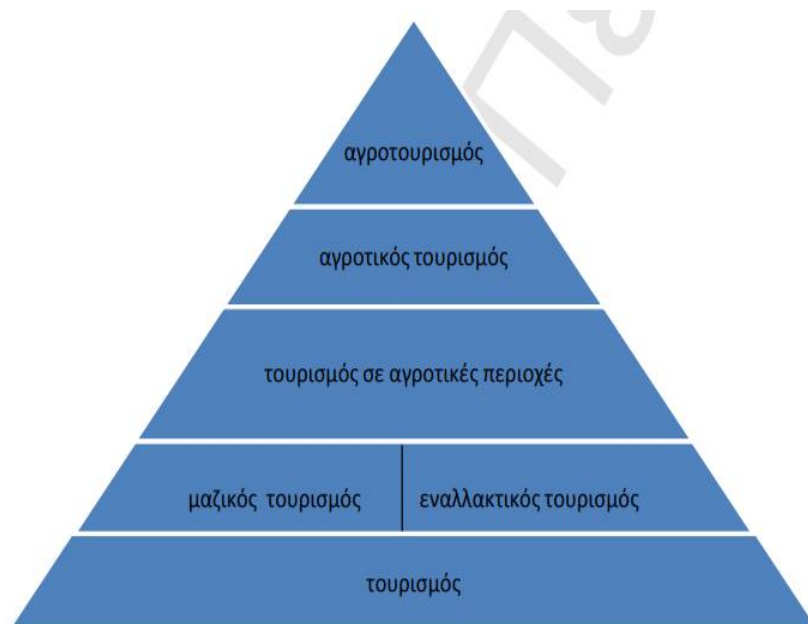 αγροτουρισμός
αγροτικός τουρισμός
τουρισμός σε αγροτικές περιοχές
μαζικός τουρισμός
εναλλακτικός τουρισμός
τουρισμός